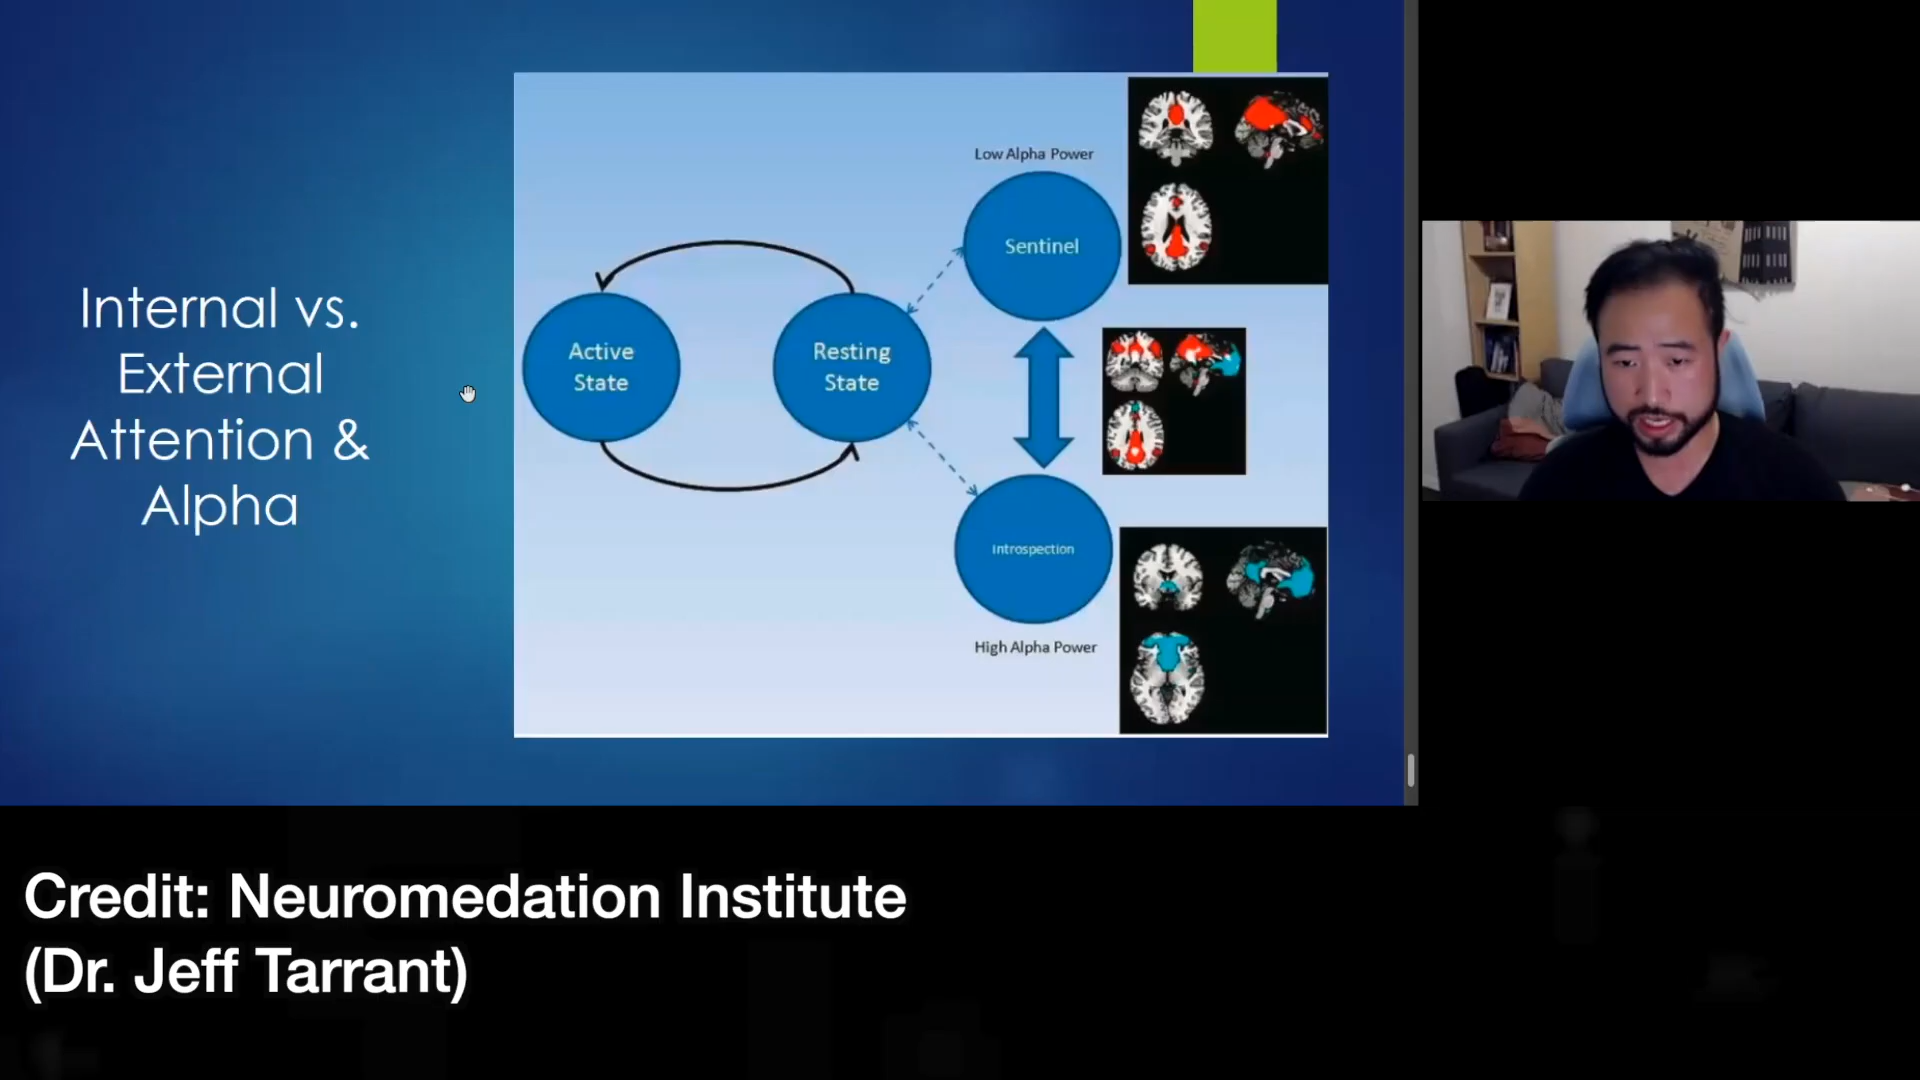 Internal vs.
External
Attention &
Alpha
Low Alpha Power
Sentinel
Active
State
Resting
State
Introspection
High Alpha Power
Credit: Neuromedation Institute
(Dr. Jeff Tarrant)